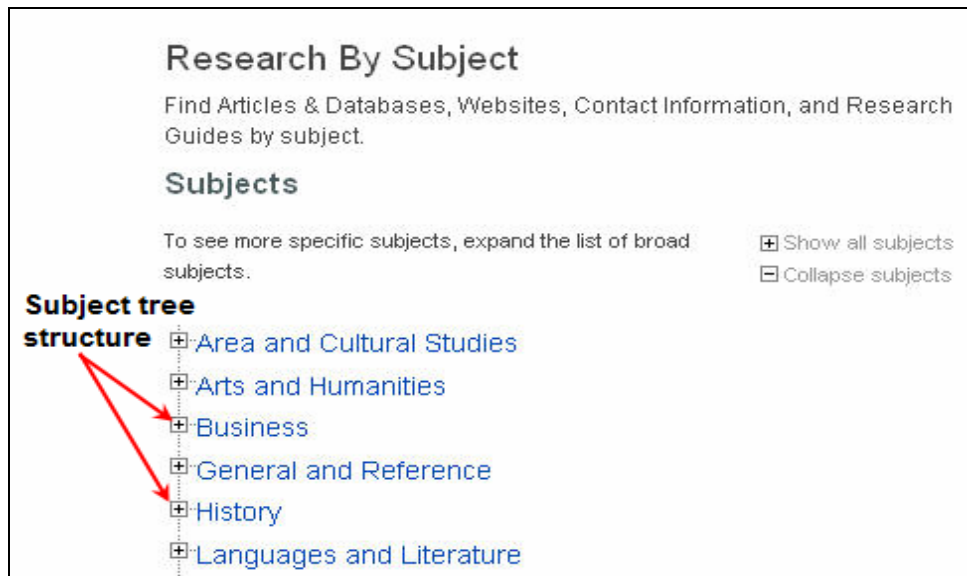 Research By Subject
Find Articles & Databases, Websites, Contact Information, and Research
Guides by subject.
Subjects
To see more specific subjects, expand the list of broad
subjects.
Show all subjects
Collapse subjects
Subject tree
structure
Area and Cultural Studies
Arts and Humanities
Business
General and Reference
History
Languages and Literature